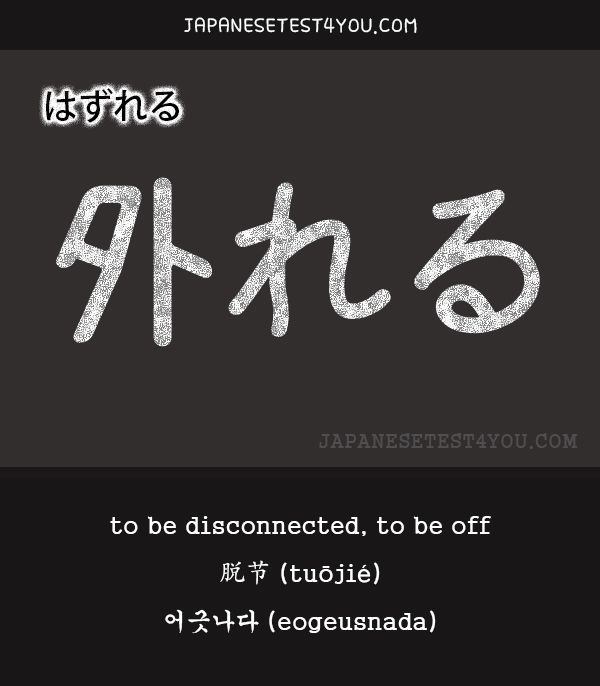 JAPANESETEST4YOU.COM
はずれる
外れる
JAPANESETEST4YOU.COM
to be disconnected, to be off
脱节 (tuōjié)
어긋나다 (eogeusnada)